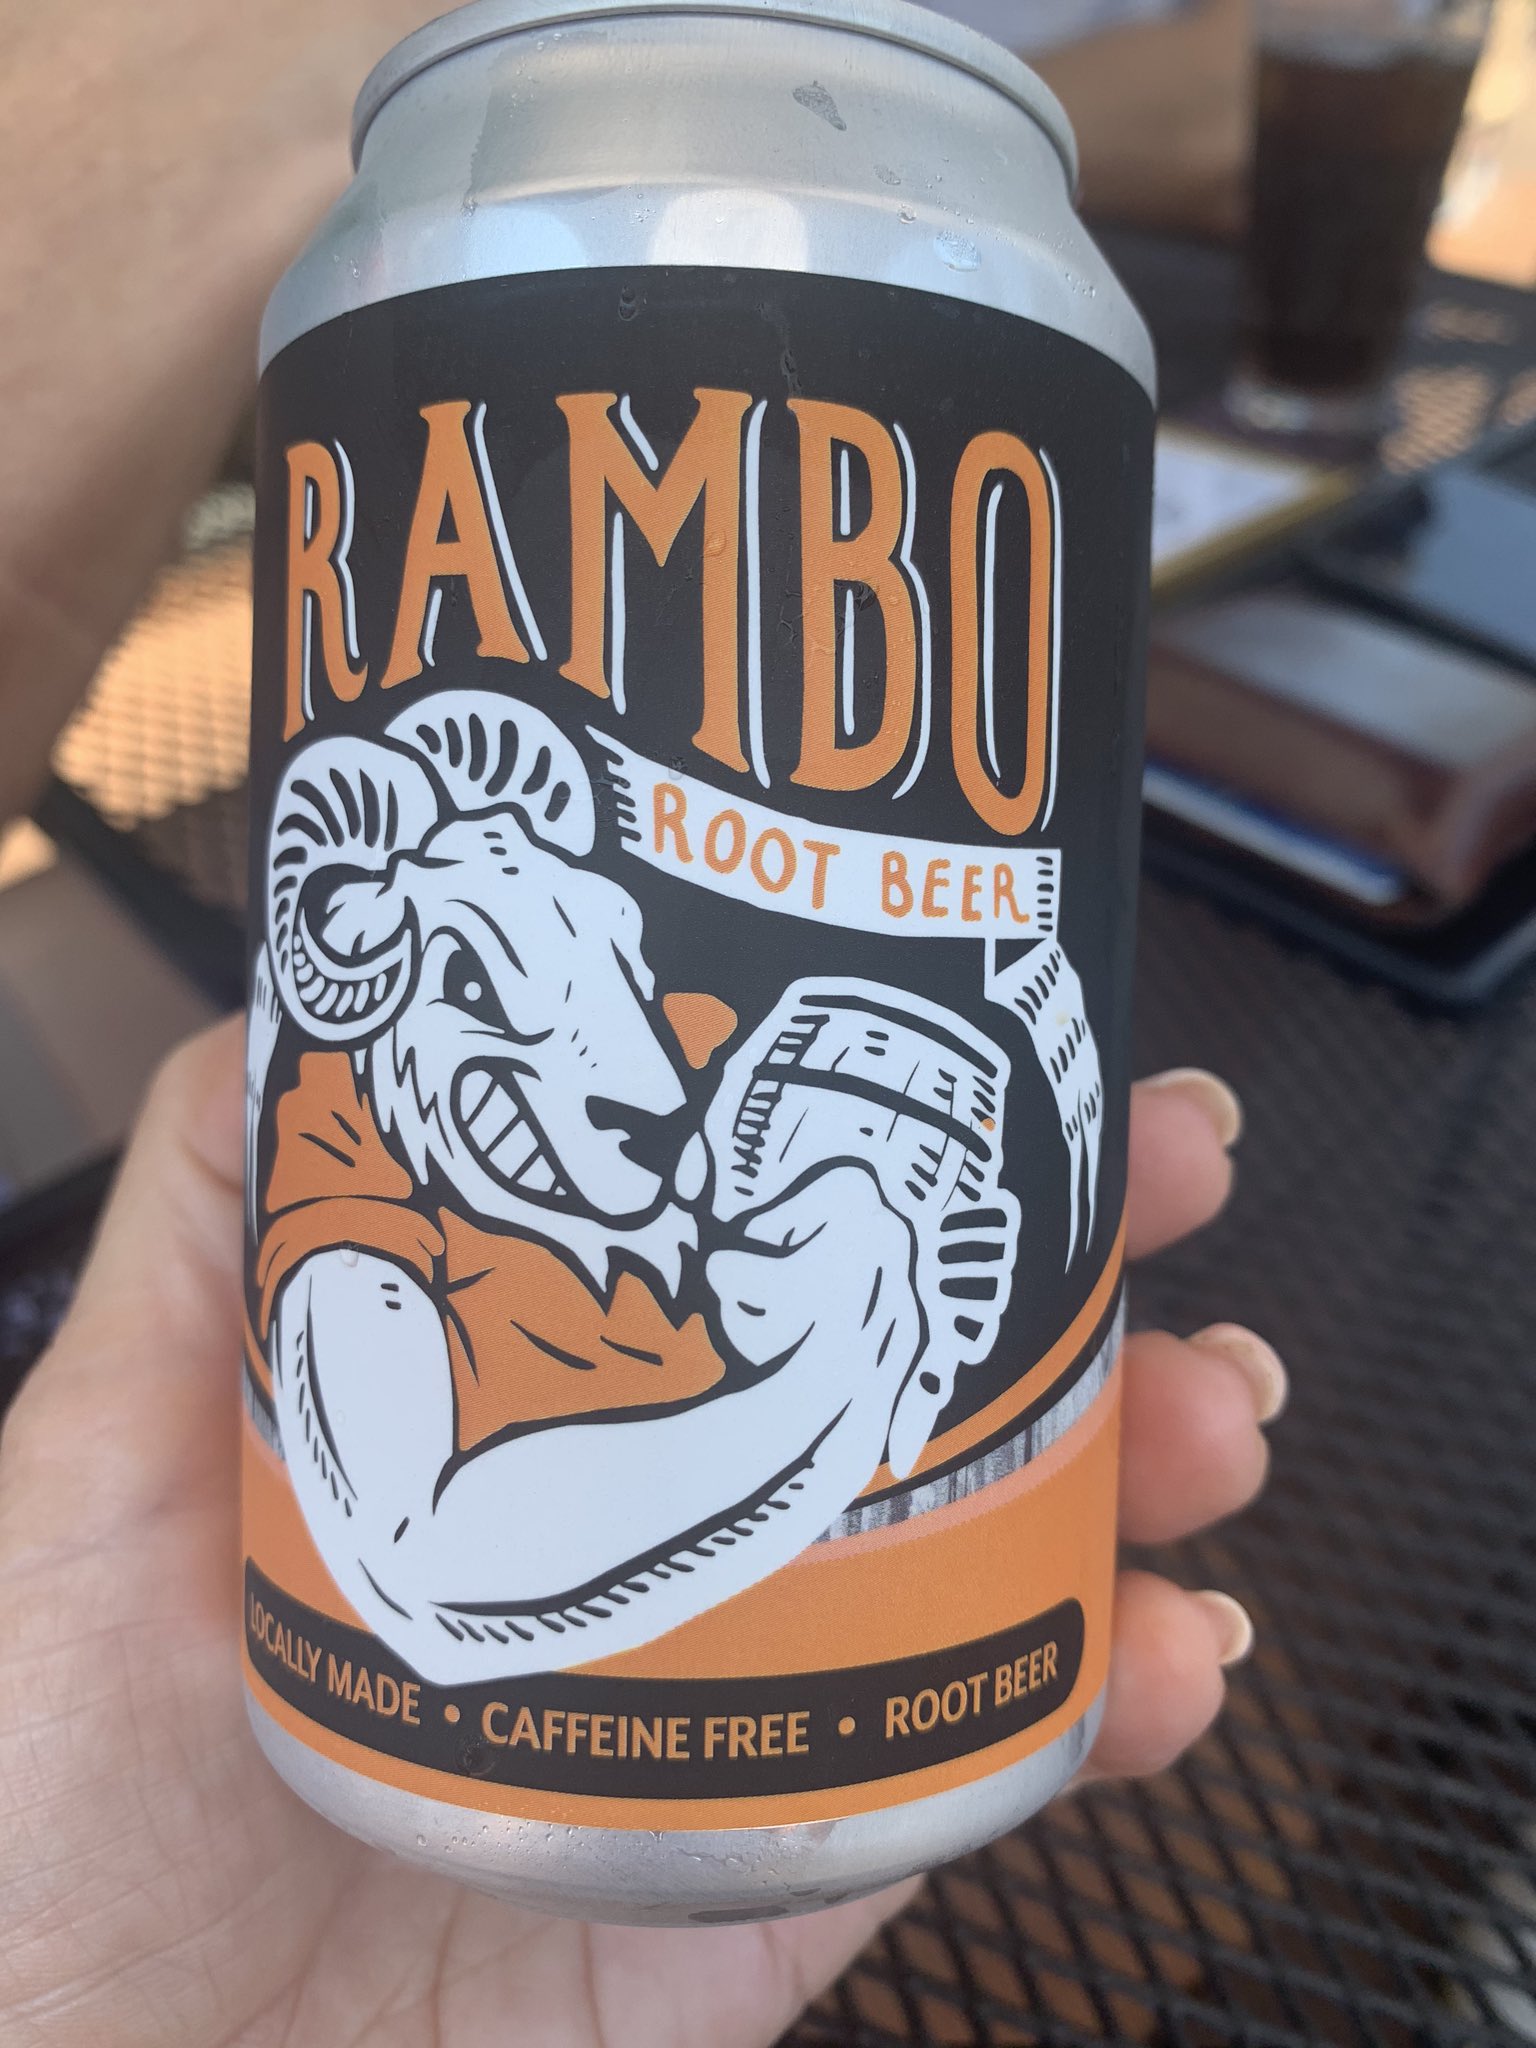 RAMBO
ROOT BEER
LOCALLY MADE • CAFFEINE FREE • ROOT BEER